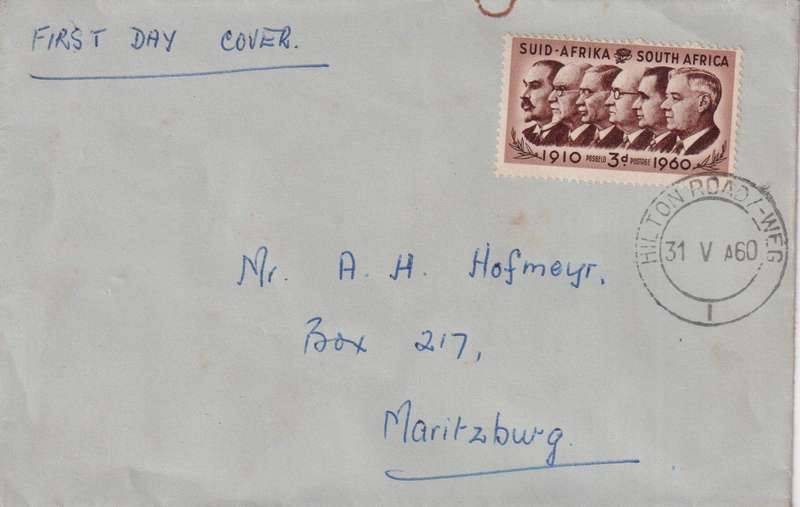 FIRST DAY COVER.
SUID-AFRIKA SOUTH AFRICA
1910 POSGELD 3d POSTAGE 1960
HILTON ROAD/-WEG
31 V A60
1
Mr. A. H. Hofmeyr.
Box 217,
Maritzburg.